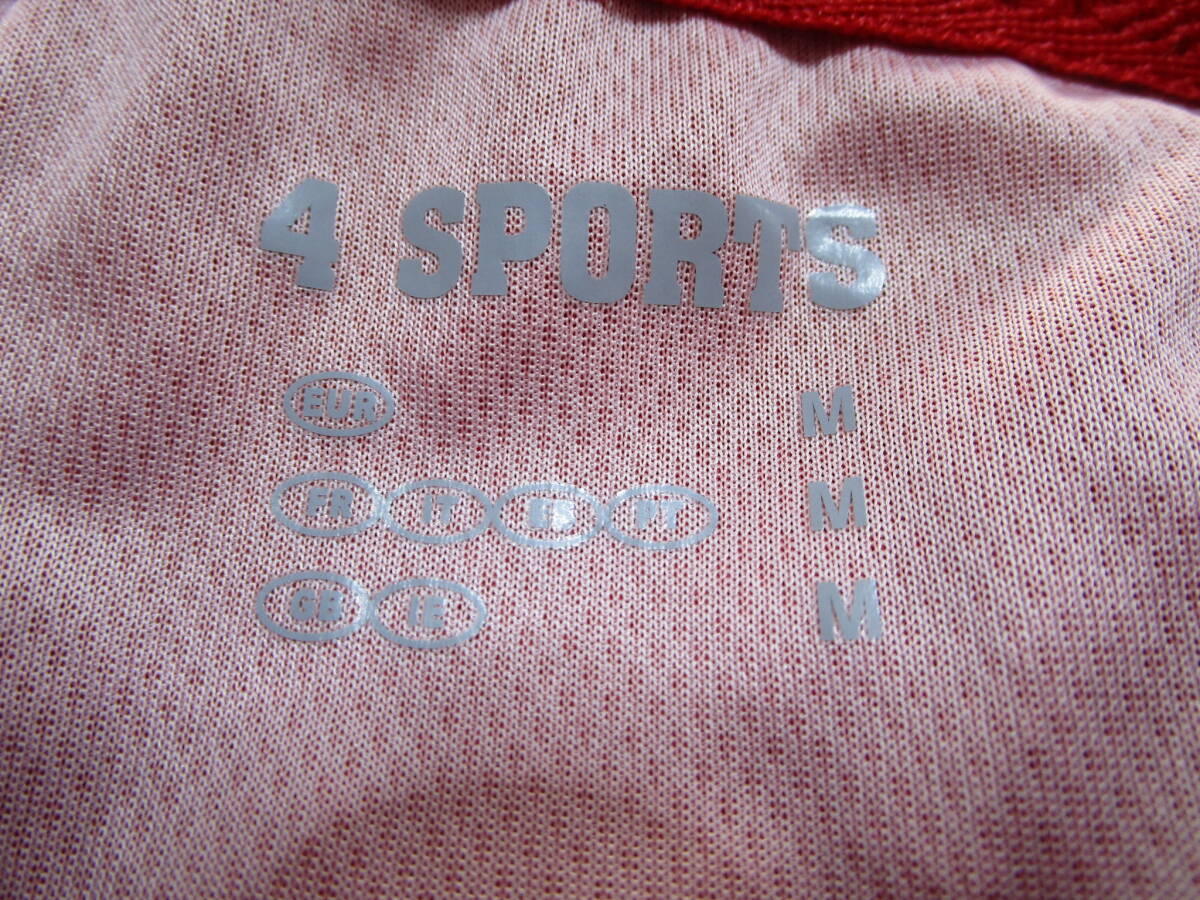 4 SPORTS
EUR M
FR IT ES PT M
GB IE M